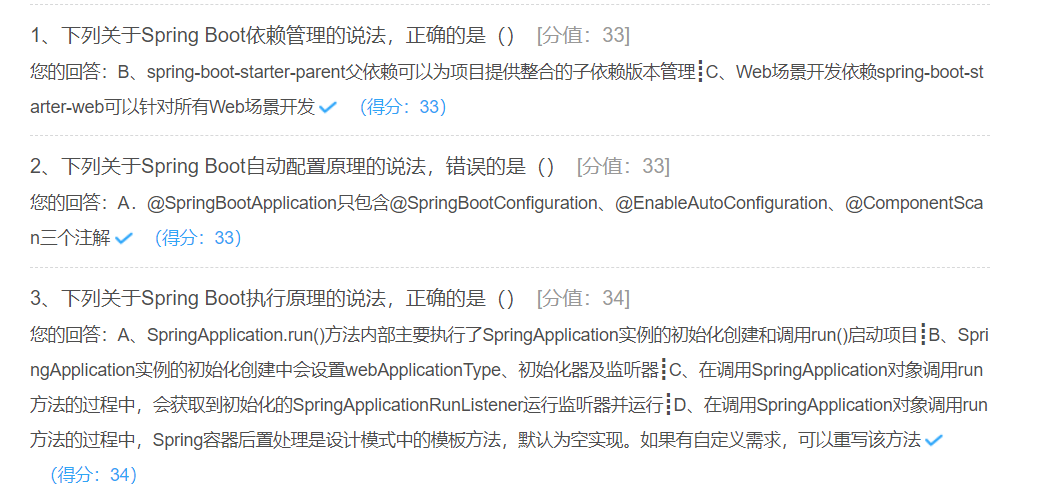 1、下列关于Spring Boot依赖管理的说法，正确的是（） [分值：33]
您的回答：B、spring-boot-starter-parent父依赖可以为项目提供整合的子依赖版本管理┋C、Web场景开发依赖spring-boot-st
arter-web可以针对所有Web场景开发 （得分：33）
2、下列关于Spring Boot自动配置原理的说法，错误的是（） [分值：33]
您的回答：A．@SpringBootApplication只包含@SpringBootConfiguration、@EnableAutoConfiguration、@ComponentSca
n三个注解 （得分：33）
3、下列关于Spring Boot执行原理的说法，正确的是（） [分值：34]
您的回答：A、SpringApplication.run()方法内部主要执行了SpringApplication实例的初始化创建和调用run()启动项目┋B、Spri
ngApplication实例的初始化创建中会设置webApplicationType、初始化器及监听器┋C、在调用SpringApplication对象调用run
方法的过程中，会获取到初始化的SpringApplicationRunListener运行监听器并运行┋D、在调用SpringApplication对象调用run
方法的过程中，Spring容器后置处理是设计模式中的模板方法，默认为空实现。如果有自定义需求，可以重写该方法
（得分：34）